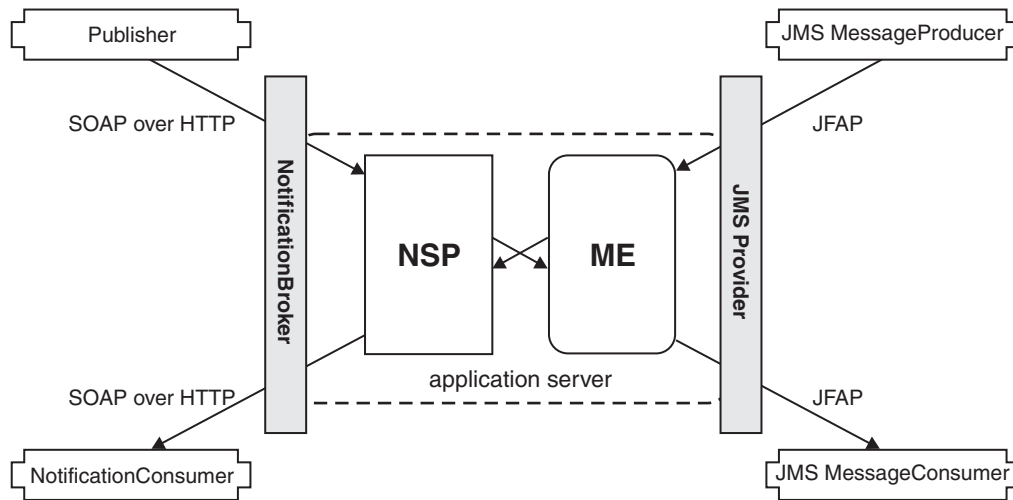 Publisher
JMS MessageProducer
SOAP over HTTP
JFAP
NotificationBroker
NSP
ME
JMS Provider
application server
SOAP over HTTP
JFAP
NotificationConsumer
JMS MessageConsumer